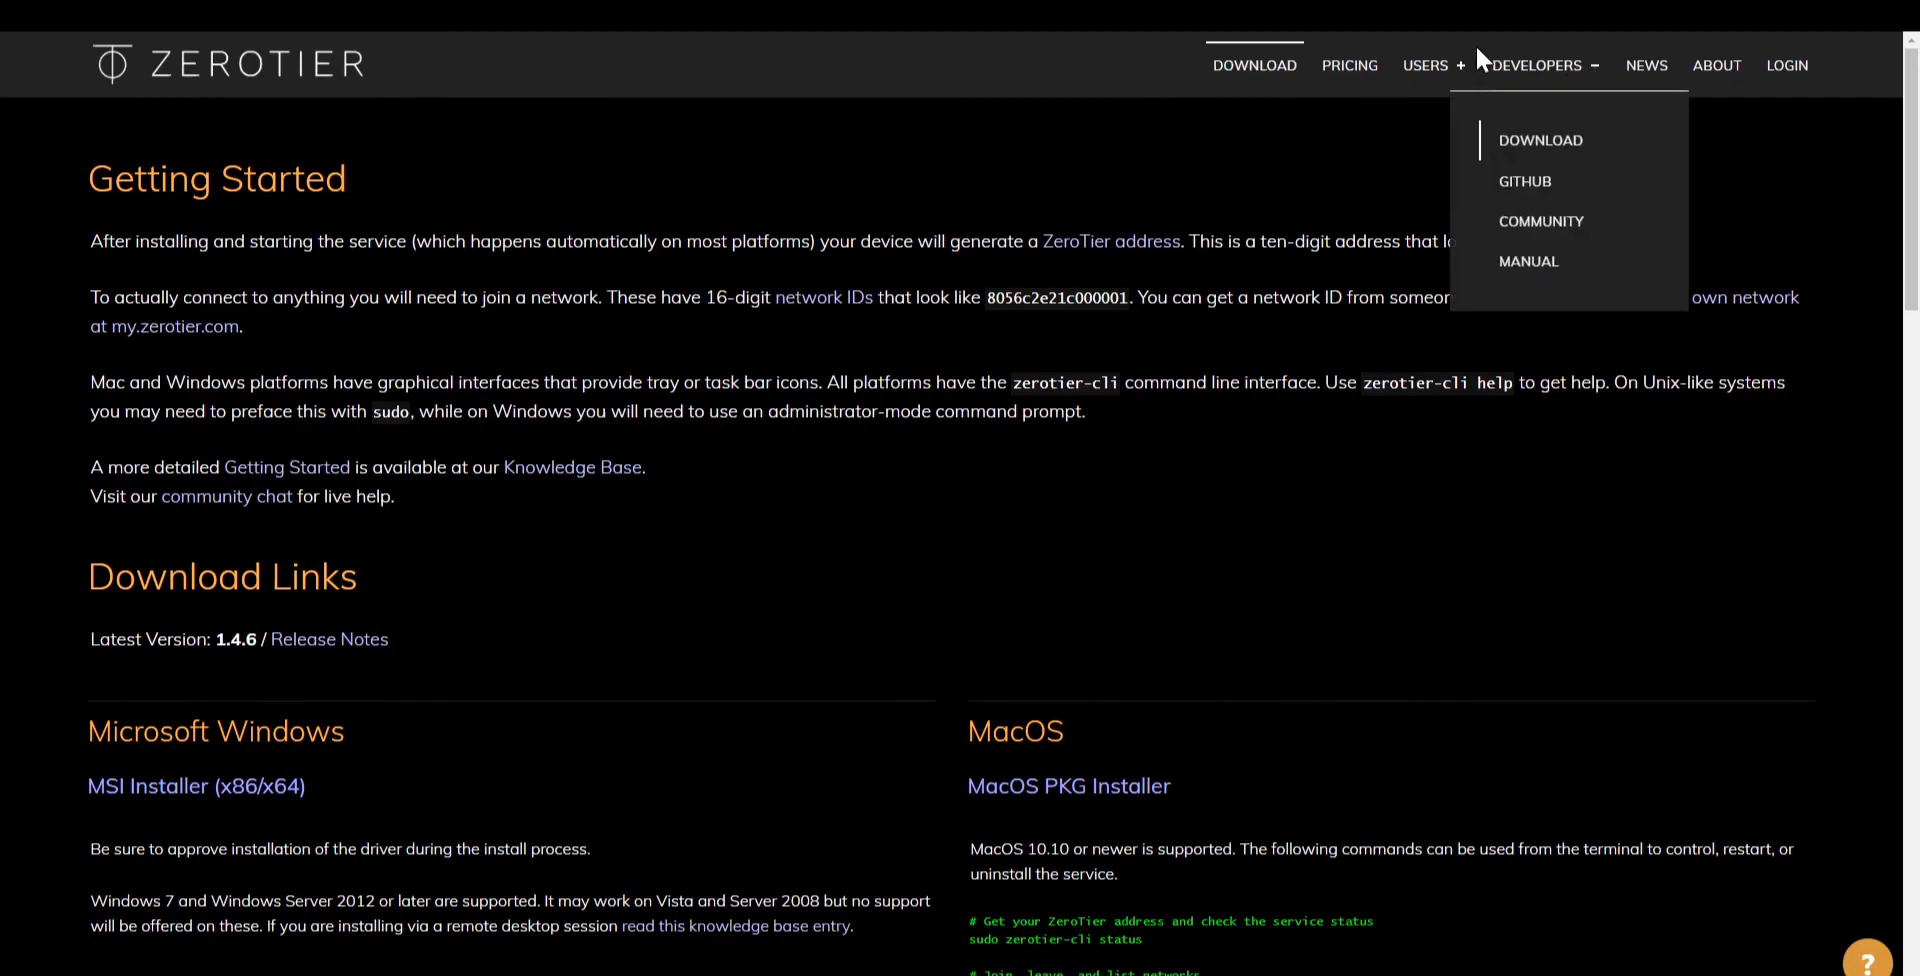 ZEROTIER
DOWNLOAD PRICING USERS + DEVELOPERS – NEWS ABOUT LOGIN
DOWNLOAD
GITHUB
COMMUNITY
MANUAL
Getting Started
After installing and starting the service (which happens automatically on most platforms) your device will generate a ZeroTier address. This is a ten-digit address that
To actually connect to anything you will need to join a network. These have 16-digit network IDs that look like 8056c2e21c000001. You can get a network ID from own network
at my.zerotier.com.
Mac and Windows platforms have graphical interfaces that provide tray or task bar icons. All platforms have the zerotier-cli command line interface. Use zerotier-cli help to get help. On Unix-like systems
you may need to preface this with sudo, while on Windows you will need to use an administrator-mode command prompt.
A more detailed Getting Started is available at our Knowledge Base.
Visit our community chat for live help.
Download Links
Latest Version: 1.4.6 / Release Notes
Microsoft Windows
MSI Installer (x86/x64)
Be sure to approve installation of the driver during the install process.
Windows 7 and Windows Server 2012 or later are supported. It may work on Vista and Server 2008 but no support
will be offered on these. If you are installing via a remote desktop session read this knowledge base entry.
MacOS
MacOS PKG Installer
MacOS 10.10 or newer is supported. The following commands can be used from the terminal to control, restart, or
uninstall the service.
# Get your ZeroTier address and check the service status
sudo zerotier-cli status
# Join, leave, and list networks
?